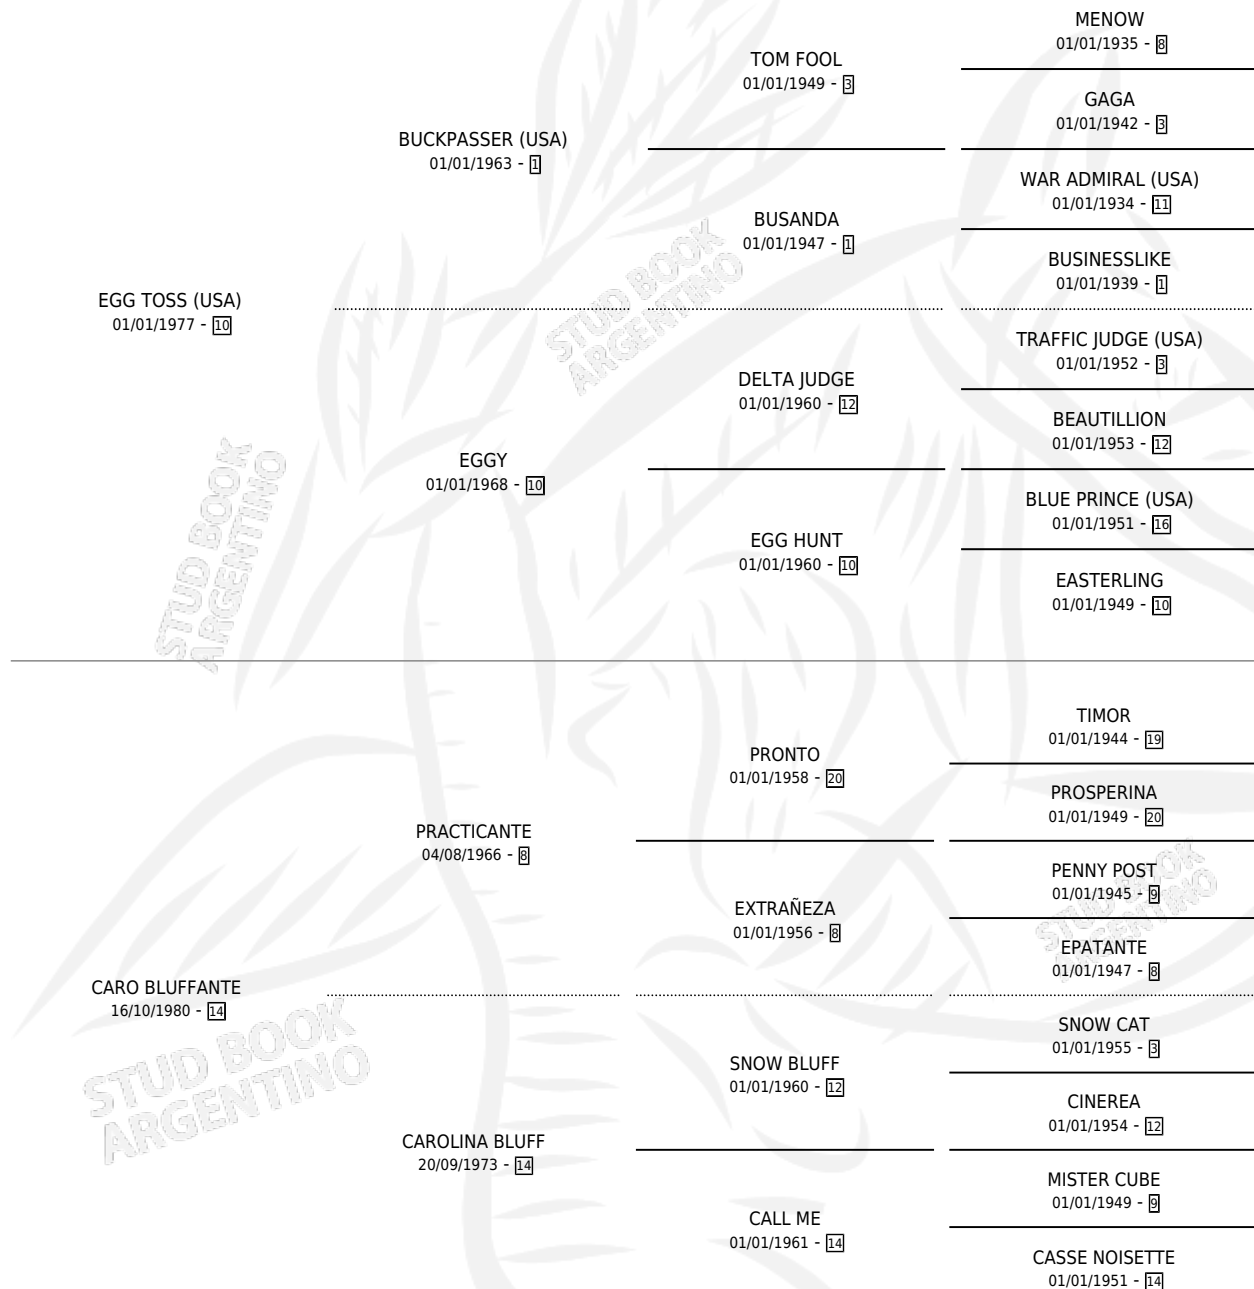 MENOW
01/01/1935 - 8
TOM FOOL
01/01/1949 - 3
GAGA
01/01/1942 - 3
BUCKPASSER (USA)
01/01/1963 - 1
WAR ADMIRAL (USA)
01/01/1934 - 11
BUSANDA
01/01/1947 - 1
BUSINESSLIKE
01/01/1939 - 1
EGG TOSS (USA)
01/01/1977 - 10
TRAFFIC JUDGE (USA)
01/01/1952 - 3
DELTA JUDGE
01/01/1960 - 12
BEAUTILLION
01/01/1953 - 12
EGGY
01/01/1968 - 10
BLUE PRINCE (USA)
01/01/1951 - 16
EGG HUNT
01/01/1960 - 10
EASTERLING
01/01/1949 - 10
STUD BOOK
ARGENTINO
STUD BOOK
ARGENTINO
TIMOR
01/01/1944 - 19
PRONTO
01/01/1958 - 20
PROSPERINA
01/01/1949 - 20
PRACTICANTE
04/08/1966 - 8
PENNY POST
01/01/1945 - 9
EXTRAÑEZA
01/01/1956 - 8
EPATANTE
01/01/1947 - 8
STUD BOOK
ARGENTINO
CARO BLUFFANTE
16/10/1980 - 14
SNOW CAT
01/01/1955 - 3
SNOW BLUFF
01/01/1960 - 12
CINEREA
01/01/1954 - 12
STUD BOOK
ARGENTINO
CAROLINA BLUFF
20/09/1973 - 14
MISTER CUBE
01/01/1949 - 9
CALL ME
01/01/1961 - 14
CASSE NOISETTE
01/01/1951 - 14